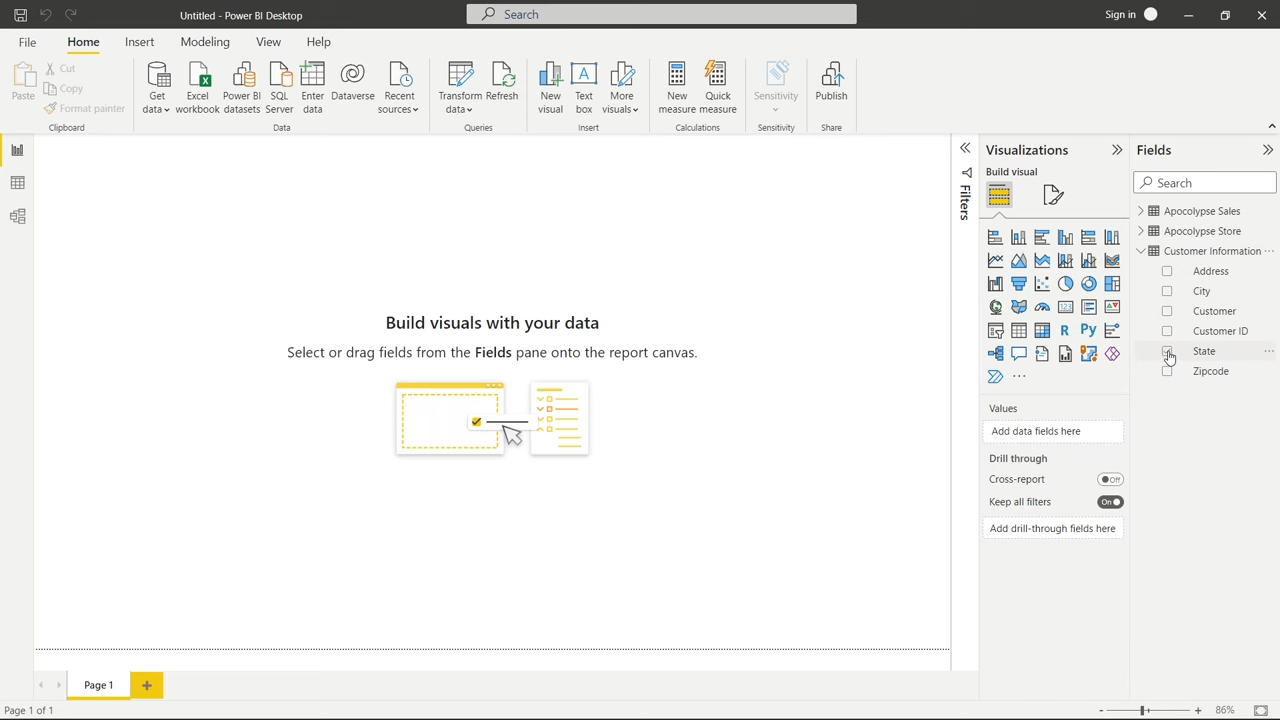 Untitled - Power BI Desktop
Search
Sign in
File
Home
Insert
Modeling
View
Help
Paste
Cut
Copy
Format painter
Clipboard
Get data
Excel workbook
Power BI datasets
SQL Server
Enter data
Dataverse
Recent sources
Data
Transform data
Refresh
Queries
New visual
Text box
More visuals
Insert
New measure
Quick measure
Calculations
Sensitivity
Sensitivity
Publish
Share
Build visuals with your data
Select or drag fields from the Fields pane onto the report canvas.
Filters
Visualizations
Build visual
R
Py
123
Values
Add data fields here
Drill through
Cross-report
Off
Keep all filters
On
Add drill-through fields here
Fields
Search
Apocolypse Sales
Apocolypse Store
Customer Information
Address
City
Customer
Customer ID
State
Zipcode
Page 1
Page 1 of 1
86%